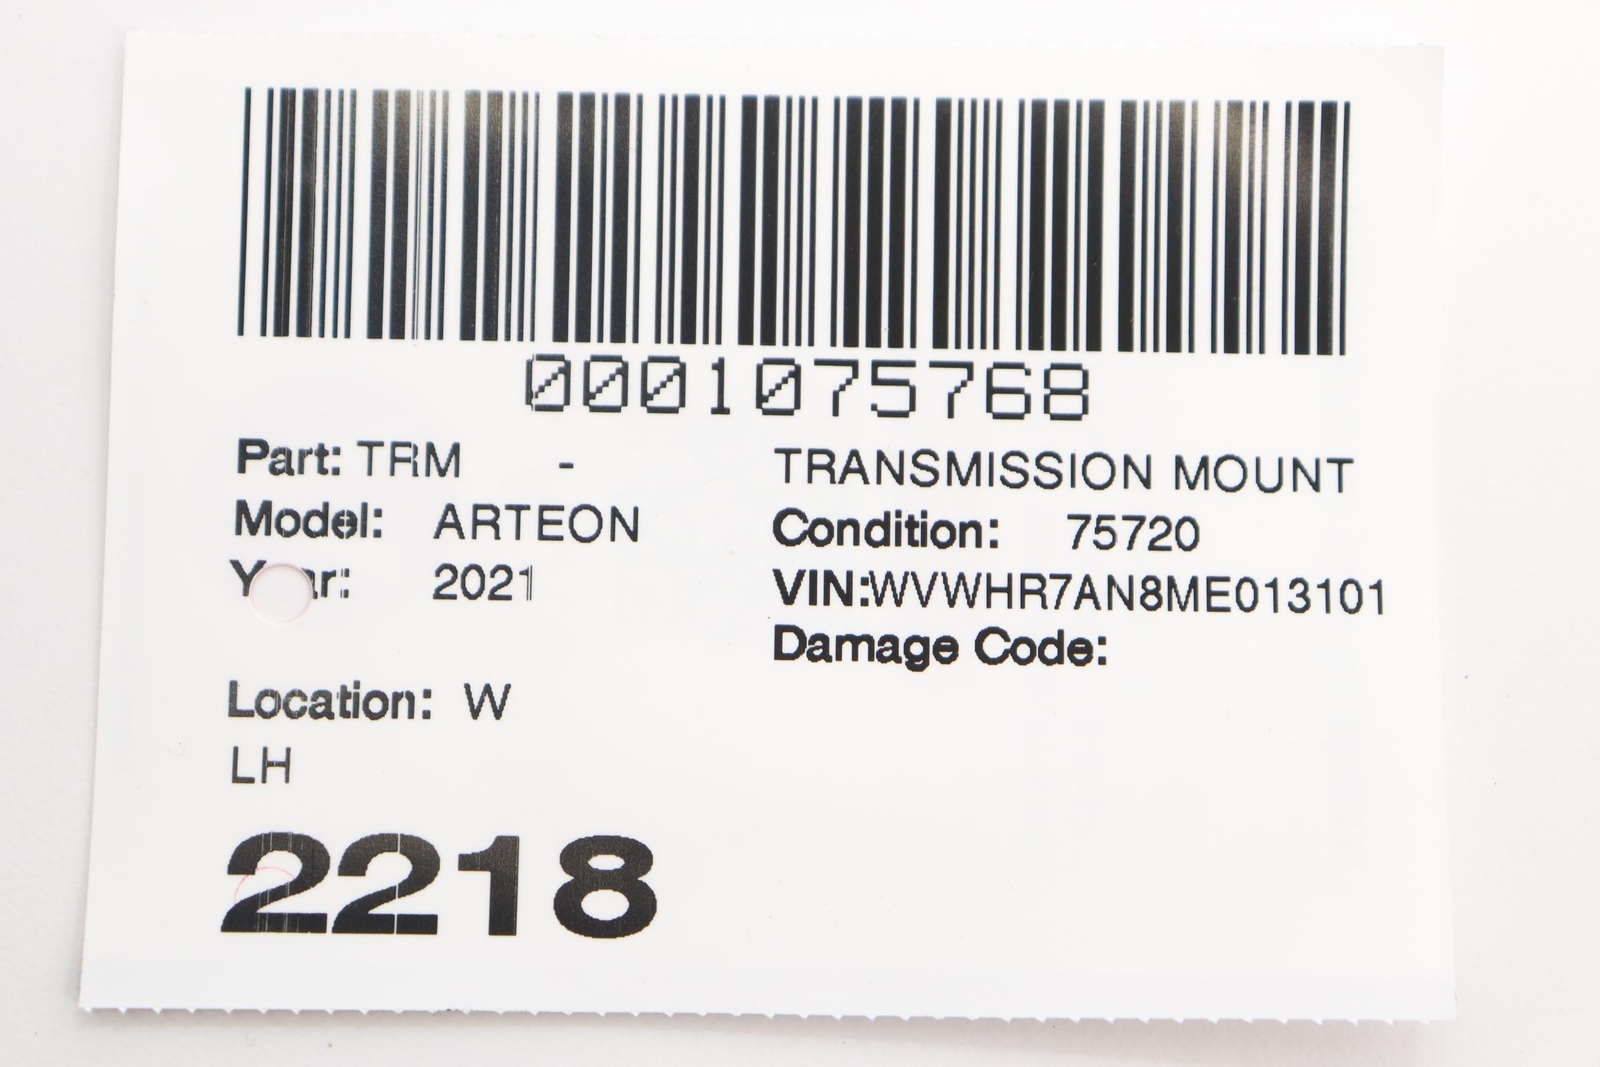 0001075768
Part: TRM - TRANSMISSION MOUNT
Model: ARTEON Condition: 75720
2021 VIN:WVWHR7AN8ME013101
Damage Code:
Location: W
LH
2218